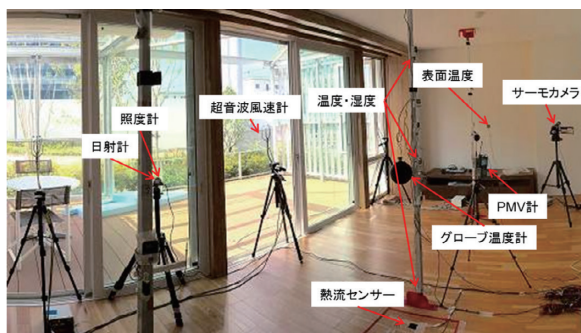 表面温度
サーモカメラ
超音波風速計
温度・湿度
照度計
日射計
PMV計
グローブ温度計
熱流センサー